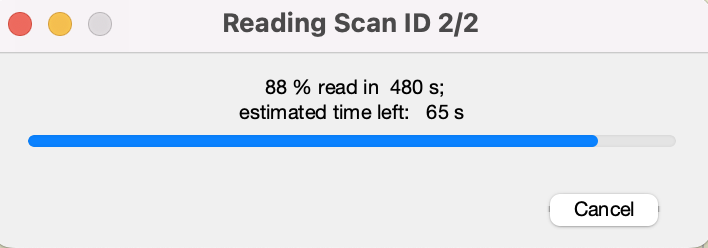 Reading Scan ID 2/2
88 % read in  480 s;
estimated time left:   65 s
Cancel